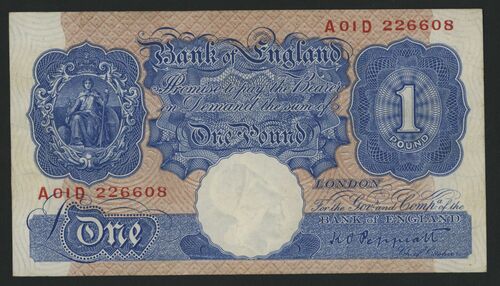 A01D 226608
Bank of England
Promise to pay the Bearer
on Demand the sum of
One Pound
1
POUND
A01D 226608
LONDON
For the Gov.r and Comp.a of the
BANK OF ENGLAND
One
K O Peppiatt